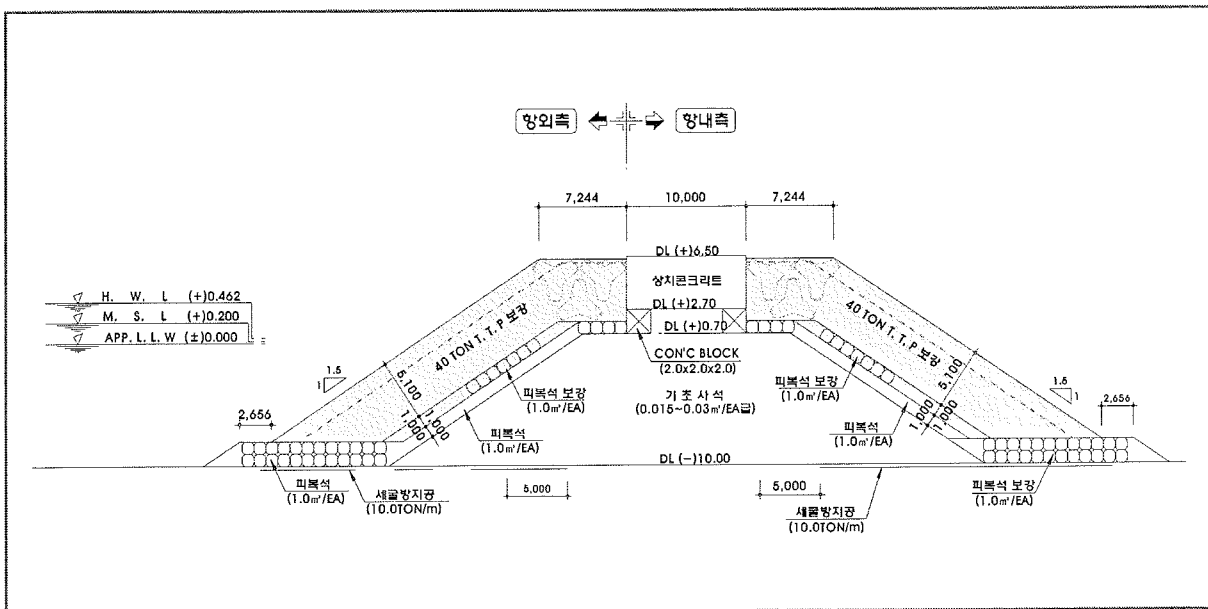 항외측
항내측
7,244
10,000
7,244
DL (+)6.50
상치콘크리트
DL (+)2.70
DL (+)0.70
CON'C BLOCK
(2.0x2.0x2.0)
기 초 사 석
(0.015~0.03㎥/EA급)
H. W. L (+)0.462
M. S. L (+)0.200
APP. L. L. W (±)0.000
1.5
1
2,656
40 TON T. T. P 보강
5,100
1,000
1,000
피복석 보강
(1.0㎥/EA)
피복석
(1.0㎥/EA)
40 TON T. T. P 보강
5,100
1,000
1,000
피복석 보강
(1.0㎥/EA)
피복석
(1.0㎥/EA)
1.5
1
2,656
DL (-)10.00
피복석
(1.0㎥/EA)
세굴방지공
(10.0TON/m)
5,000
5,000
세굴방지공
(10.0TON/m)
피복석 보강
(1.0㎥/EA)